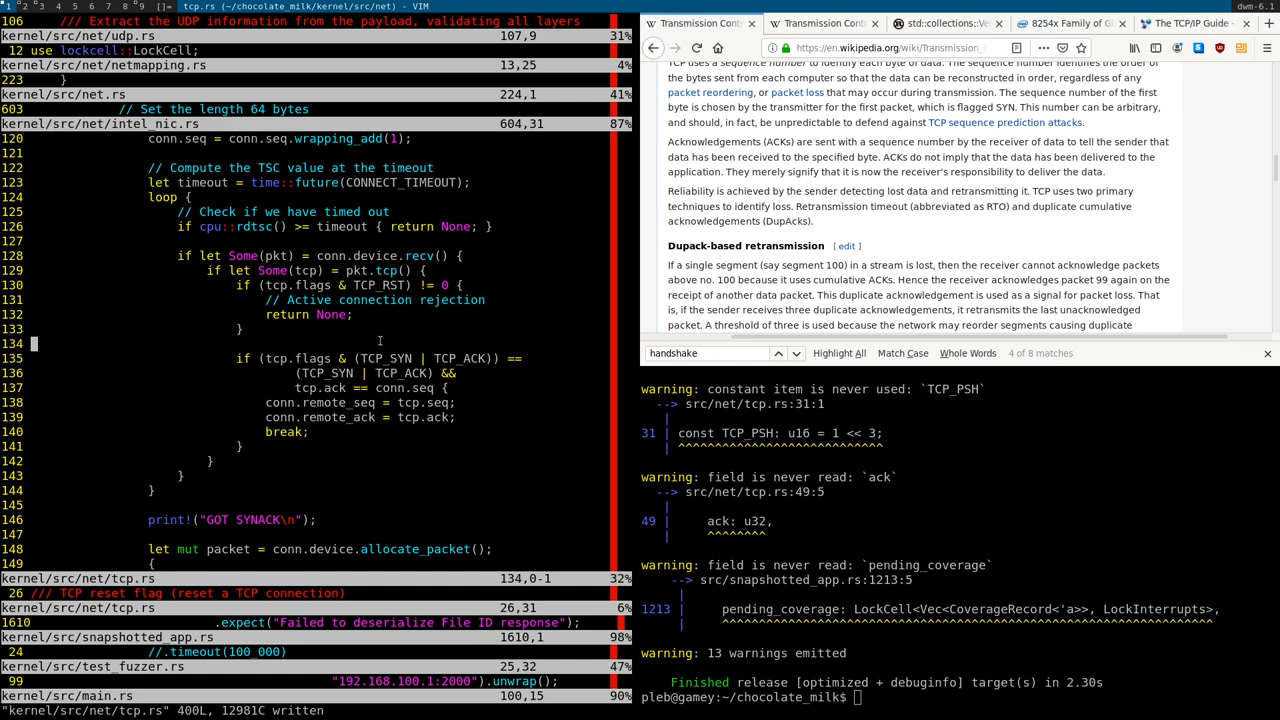 1 2 3 4 5 6 7 8 9 []= tcp.rs (~/chocolate_milk/kernel/src/net) - VIM
dwm-6.1
106 /// Extract the UDP information from the payload, validating all layers
kernel/src/net/udp.rs 107,9 31%
12 use lockcell::LockCell;
kernel/src/net/netmapping.rs 13,25 4%
223 }
kernel/src/net.rs 224,1 41%
603 // Set the length 64 bytes
kernel/src/net/intel_nic.rs 604,31 87%
120 conn.seq = conn.seq.wrapping_add(1);
121
122 // Compute the TSC value at the timeout
123 let timeout = time::future(CONNECT_TIMEOUT);
124 loop {
125 // Check if we have timed out
126 if cpu::rdtsc() >= timeout { return None; }
127
128 if let Some(pkt) = conn.device.recv() {
129 if let Some(tcp) = pkt.tcp() {
130 if (tcp.flags & TCP_RST) != 0 {
131 // Active connection rejection
132 return None;
133 }
134
135 if (tcp.flags & (TCP_SYN | TCP_ACK)) ==
136 (TCP_SYN | TCP_ACK) &&
137 tcp.ack == conn.seq {
138 conn.remote_seq = tcp.seq;
139 conn.remote_ack = tcp.ack;
140 break;
141 }
142 }
143 }
144 }
145
146 print!("GOT SYNACK\n");
147
148 let mut packet = conn.device.allocate_packet();
149 {
kernel/src/net/tcp.rs 134,0-1 32%
26 /// TCP reset flag (reset a TCP connection)
kernel/src/net/tcp.rs 26,31 6%
1610 .expect("Failed to deserialize File ID response");
kernel/src/snapshotted_app.rs 1610,1 98%
24 //.timeout(100_000)
kernel/src/test_fuzzer.rs 25,32 47%
99 "192.168.100.1:2000").unwrap();
kernel/src/main.rs 100,15 90%
"kernel/src/net/tcp.rs" 400L, 12981C written
Transmission Contr
Transmission Contr
std::collections::Ve
8254x Family of Gi
The TCP/IP Guide -
https://en.wikipedia.org/wiki/Transmission_
TCP uses a sequence number to identify each byte of data. The sequence number identifies the order
of the bytes sent from each computer so that the data can be reconstructed in order, regardless of any
packet reordering, or packet loss that may occur during transmission. The sequence number of the first
byte is chosen by the transmitter for the first packet, which is flagged SYN. This number can be arbitrary,
and should, in fact, be unpredictable to defend against TCP sequence prediction attacks.
Acknowledgements (ACKs) are sent with a sequence number by the receiver of data to tell the sender that
data has been received to the specified byte. ACKs do not imply that the data has been delivered to the
application. They merely signify that it is now the receiver's responsibility to deliver the data.
Reliability is achieved by the sender detecting lost data and retransmitting it. TCP uses two primary
techniques to identify loss. Retransmission timeout (abbreviated as RTO) and duplicate cumulative
acknowledgements (DupAcks).
Dupack-based retransmission [ edit ]
If a single segment (say segment 100) in a stream is lost, then the receiver cannot acknowledge packets
above no. 100 because it uses cumulative ACKs. Hence the receiver acknowledges packet 99 again on the
receipt of another data packet. This duplicate acknowledgement is used as a signal for packet loss. That
is, if the sender receives three duplicate acknowledgements, it retransmits the last unacknowledged
packet. A threshold of three is used because the network may reorder segments causing duplicate
handshake Highlight All Match Case Whole Words 4 of 8 matches
warning: constant item is never used: `TCP_PSH`
--> src/net/tcp.rs:31:1
|
31 | const TCP_PSH: u16 = 1 << 3;
| ^^^^^^^^^^^^^^^^^^^^^^^^^^^^
warning: field is never read: `ack`
--> src/net/tcp.rs:49:5
|
49 | ack: u32,
| ^^^^^^^^
warning: field is never read: `pending_coverage`
--> src/snapshotted_app.rs:1213:5
|
1213 | pending_coverage: LockCell<Vec<CoverageRecord<'a>>, LockInterrupts>,
| ^^^^^^^^^^^^^^^^^^^^^^^^^^^^^^^^^^^^^^^^^^^^^^^^^^^^^^^^^^^^^^^^^^^
warning: 13 warnings emitted
Finished release [optimized + debuginfo] target(s) in 2.30s
pleb@gamey:~/chocolate_milk$